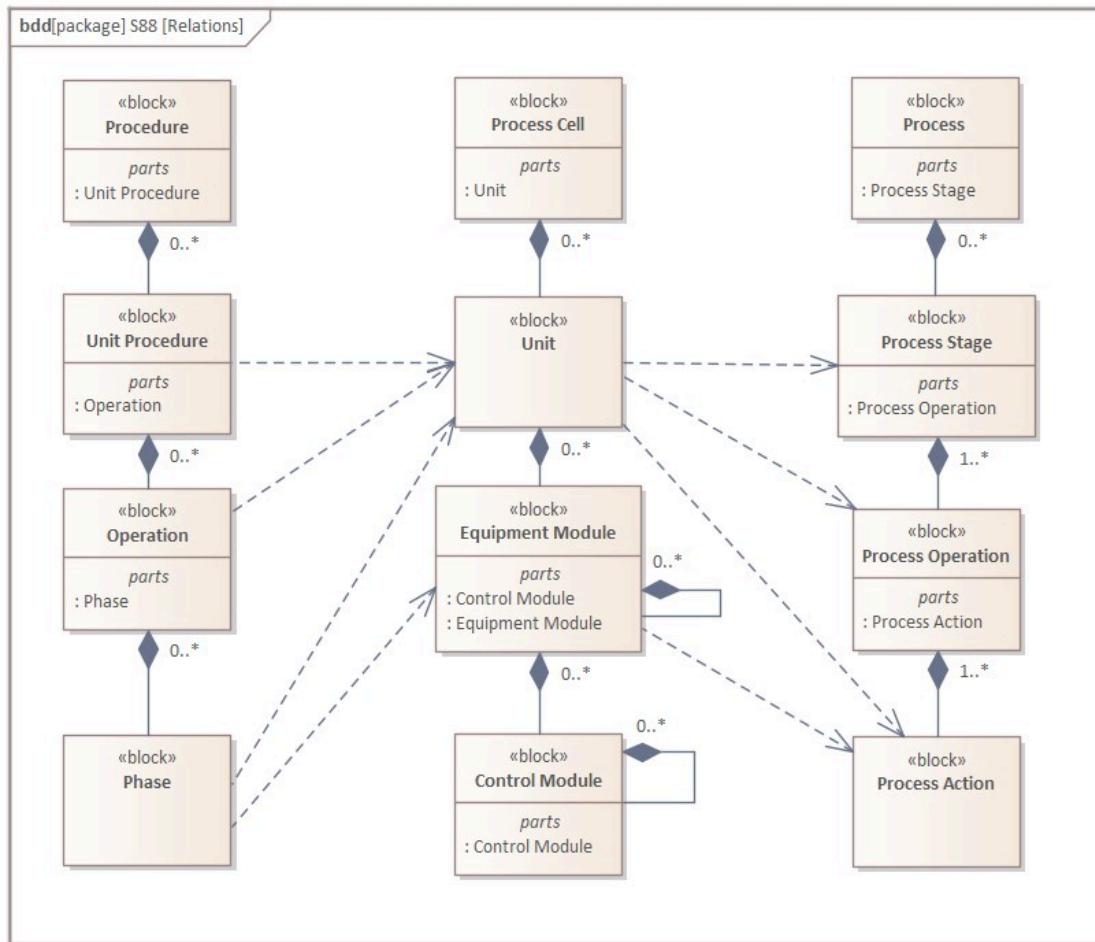 bdd[package] S88 [Relations]
«block»
Procedure
parts
: Unit Procedure
0..*
«block»
Unit Procedure
parts
: Operation
0..*
«block»
Operation
parts
: Phase
0..*
«block»
Phase
«block»
Process Cell
parts
: Unit
0..*
«block»
Unit
0..*
«block»
Equipment Module
parts
: Control Module
: Equipment Module
0..*
0..*
«block»
Control Module
parts
: Control Module
0..*
«block»
Process
parts
: Process Stage
0..*
«block»
Process Stage
parts
: Process Operation
1..*
«block»
Process Operation
parts
: Process Action
1..*
«block»
Process Action